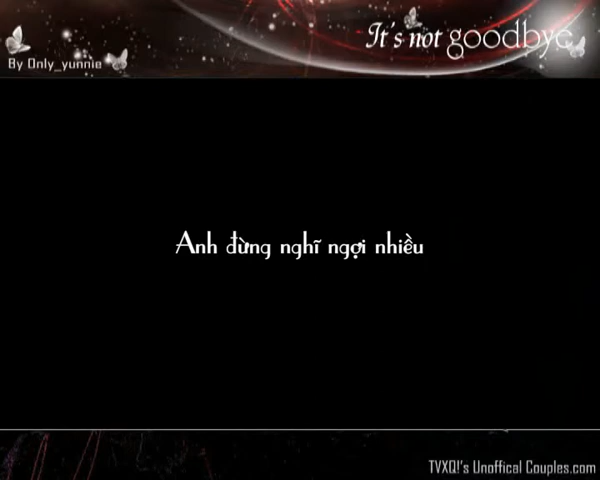 It's not goodbye
By Only_yunnie
Anh đừng nghĩ ngợi nhiều
TVXQ!'s Unoffical Couples.com